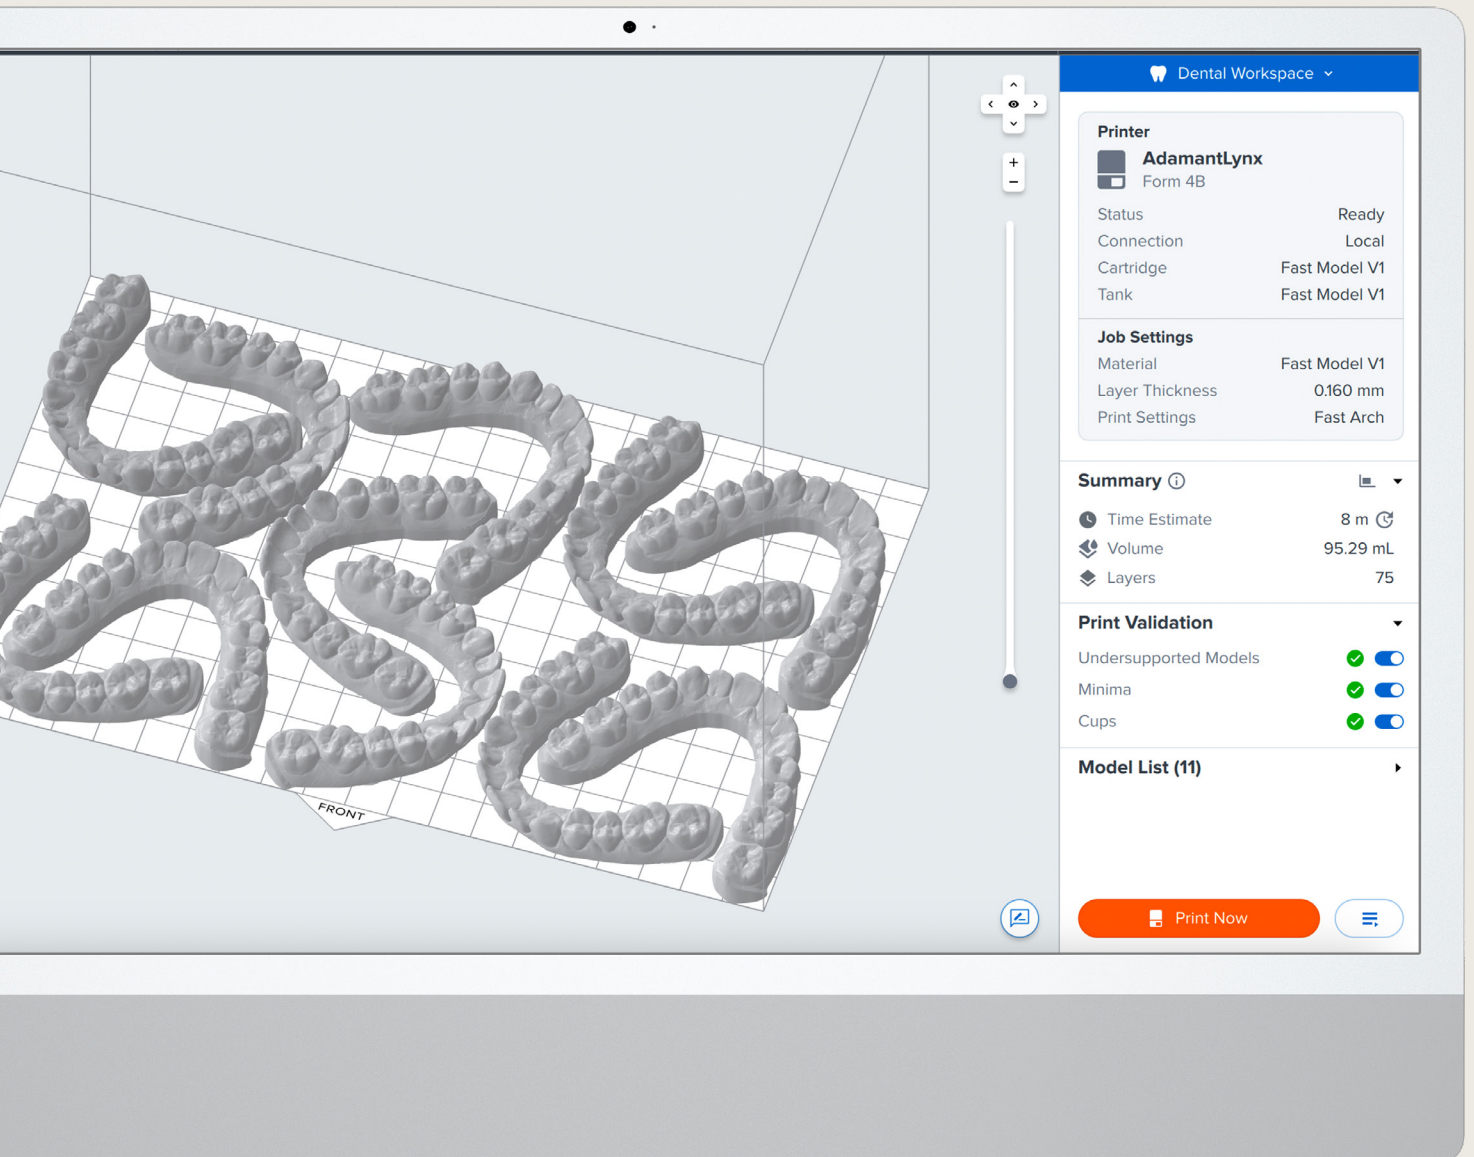 Dental Workspace
Printer
AdamantLynx
Form 4B
Status Ready
Connection Local
Cartridge Fast Model V1
Tank Fast Model V1
Job Settings
Material Fast Model V1
Layer Thickness 0.160 mm
Print Settings Fast Arch
Summary
Time Estimate 8 m
Volume 95.29 mL
Layers 75
Print Validation
Undersupported Models
Minima
Cups
Model List (11)
FRONT
Print Now